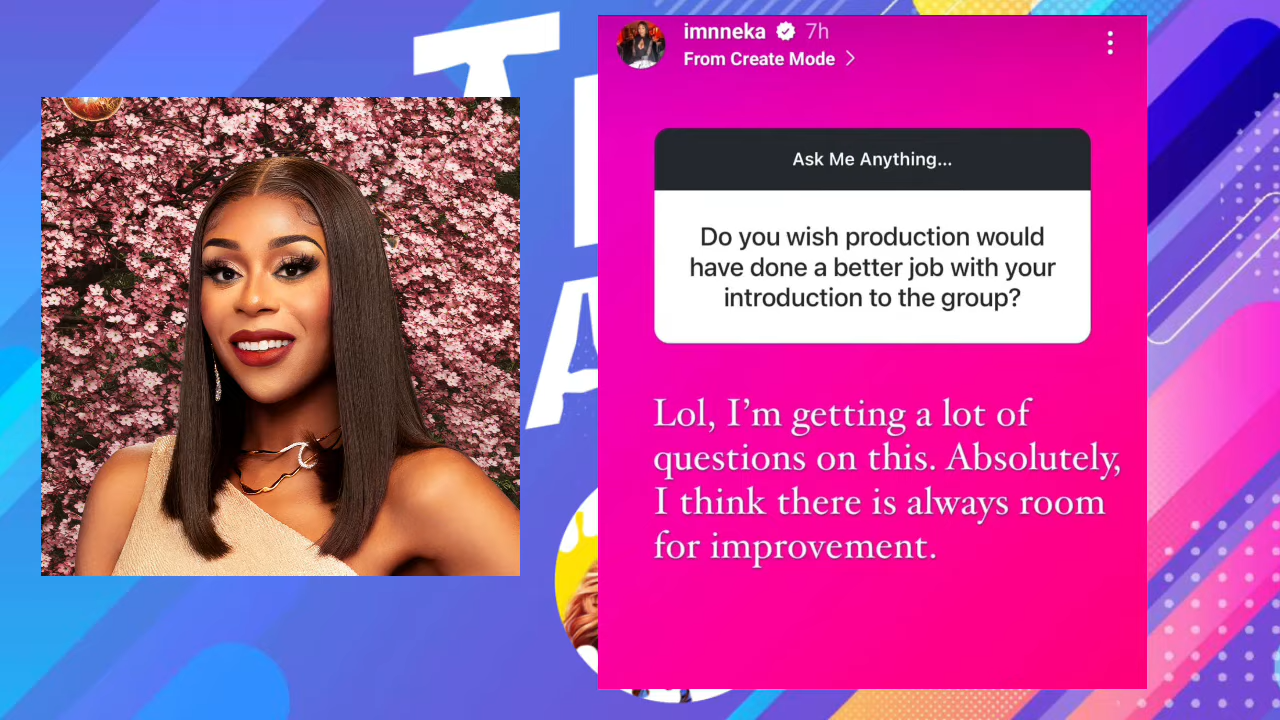 imnneka 7h
From Create Mode
Ask Me Anything...
Do you wish production would
have done a better job with your
introduction to the group?
Lol, I’m getting a lot of
questions on this. Absolutely,
I think there is always room
for improvement.